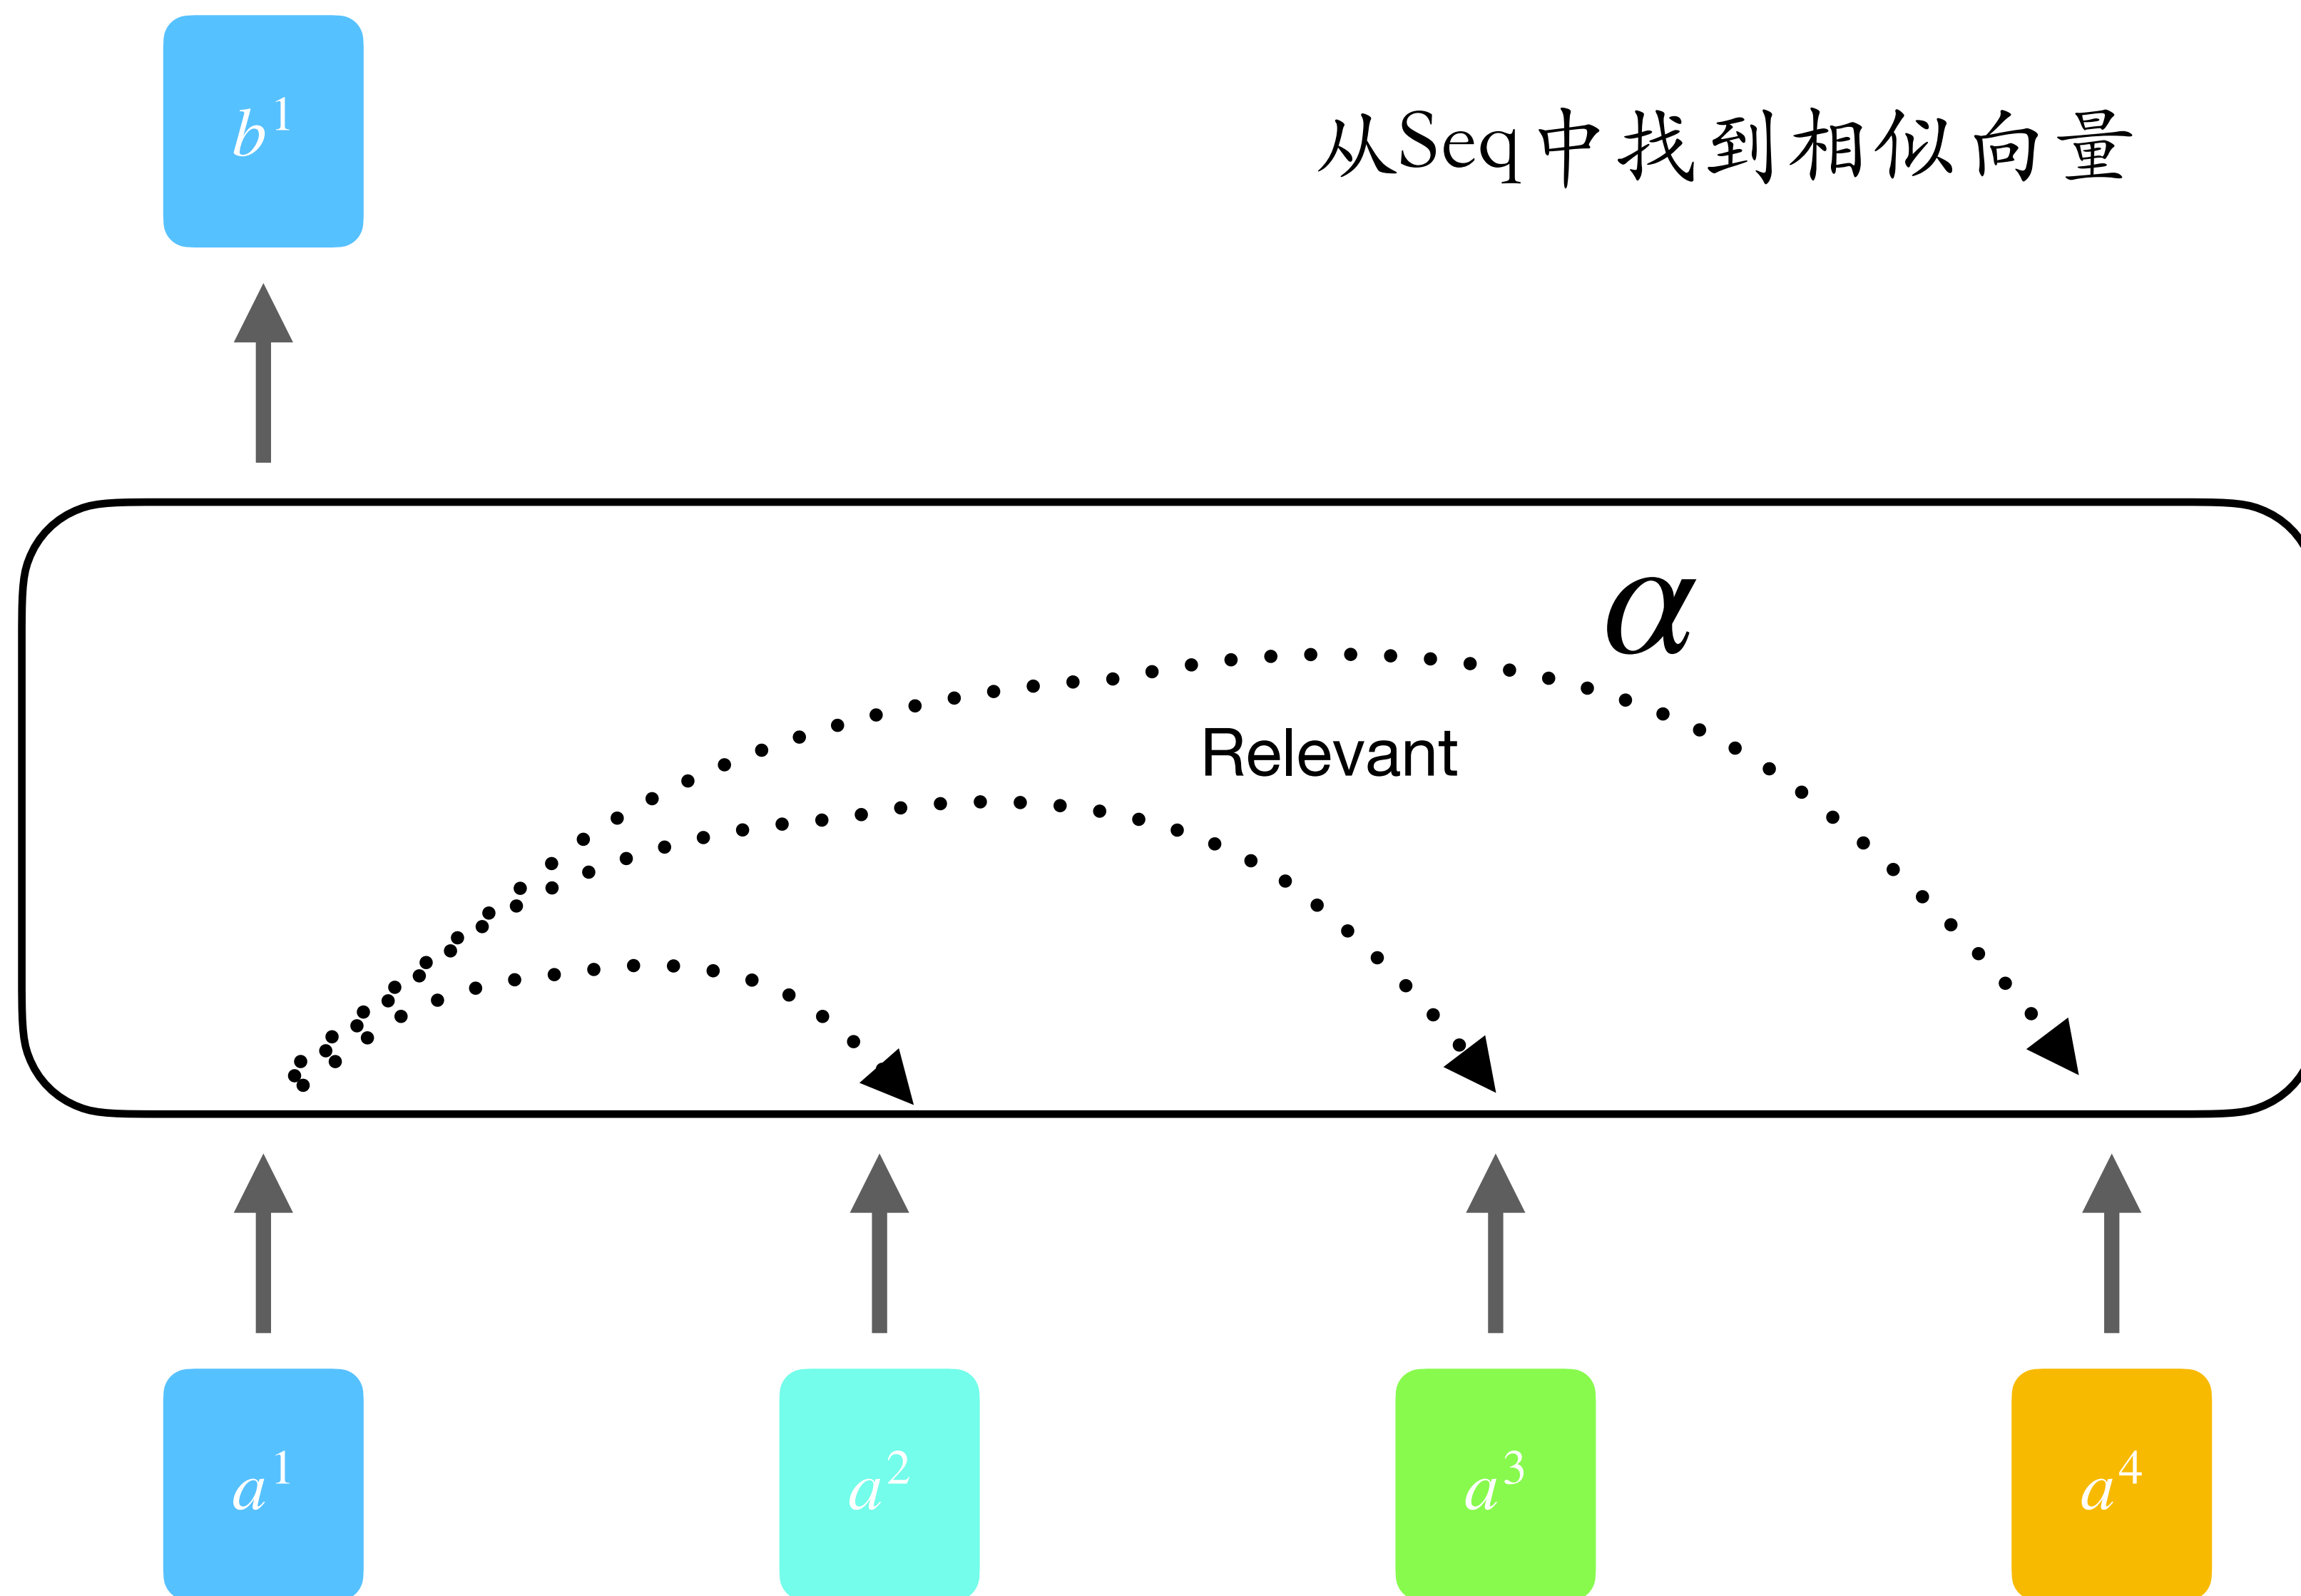 b¹
从Seq中找到相似向量
α
Relevant
a¹
a²
a³
a⁴